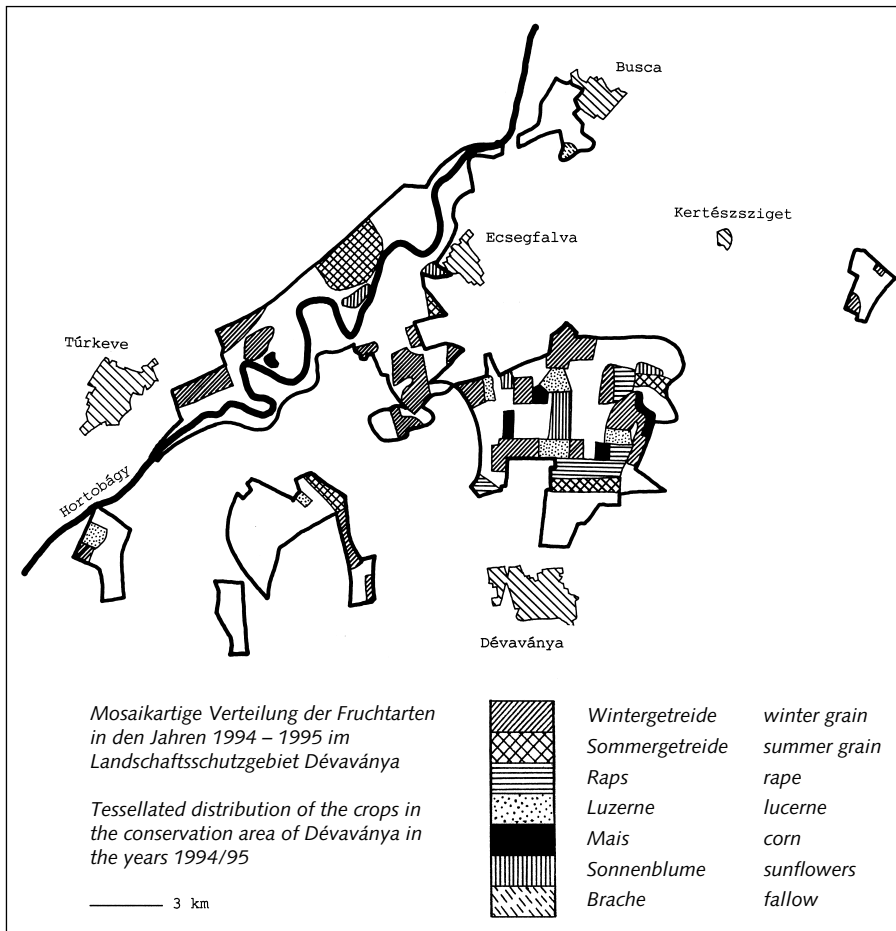 Busca
Kertészsziget
Ecsegfalva
Túrkeve
Hortobágy
Dévaványa
Mosaikartige Verteilung der Fruchtarten
in den Jahren 1994 – 1995 im
Landschaftsschutzgebiet Dévaványa
Tessellated distribution of the crops in
the conservation area of Dévaványa in
the years 1994/95
3 km
Wintergetreide winter grain
Sommergetreide summer grain
Raps rape
Luzerne lucerne
Mais corn
Sonnenblume sunflowers
Brache fallow